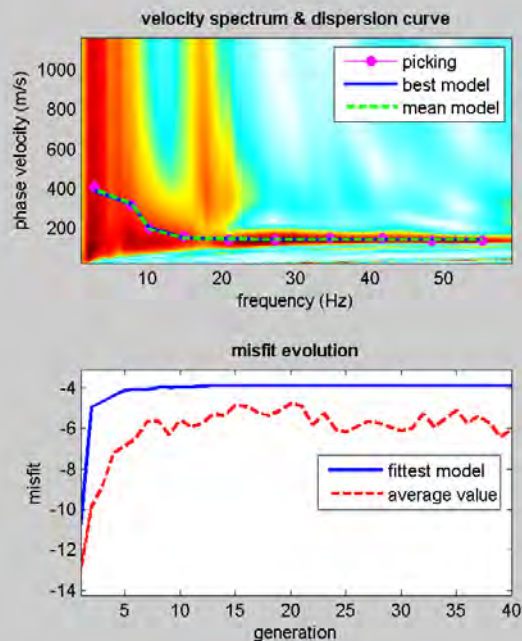 velocity spectrum & dispersion curve
1000
800
600
400
200
phase velocity (m/s)
picking
best model
mean model
10
20
30
40
50
frequency (Hz)
misfit evolution
-4
-6
-8
-10
-12
-14
misfit
fittest model
average value
5
10
15
20
25
30
35
40
generation